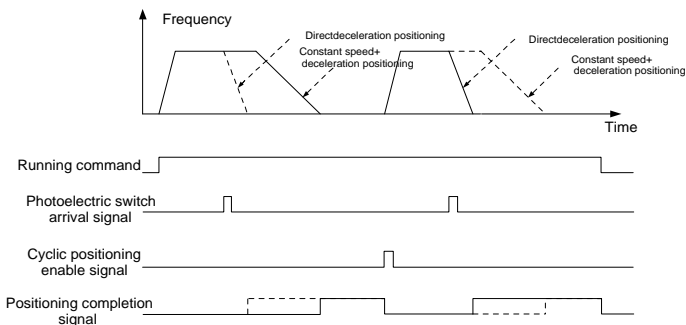 Frequency
Directdeceleration positioning
Constant speed+
deceleration positioning
Directdeceleration positioning
Constant speed+
deceleration positioning
Time
Running command
Photoelectric switch
arrival signal
Cyclic positioning
enable signal
Positioning completion
signal